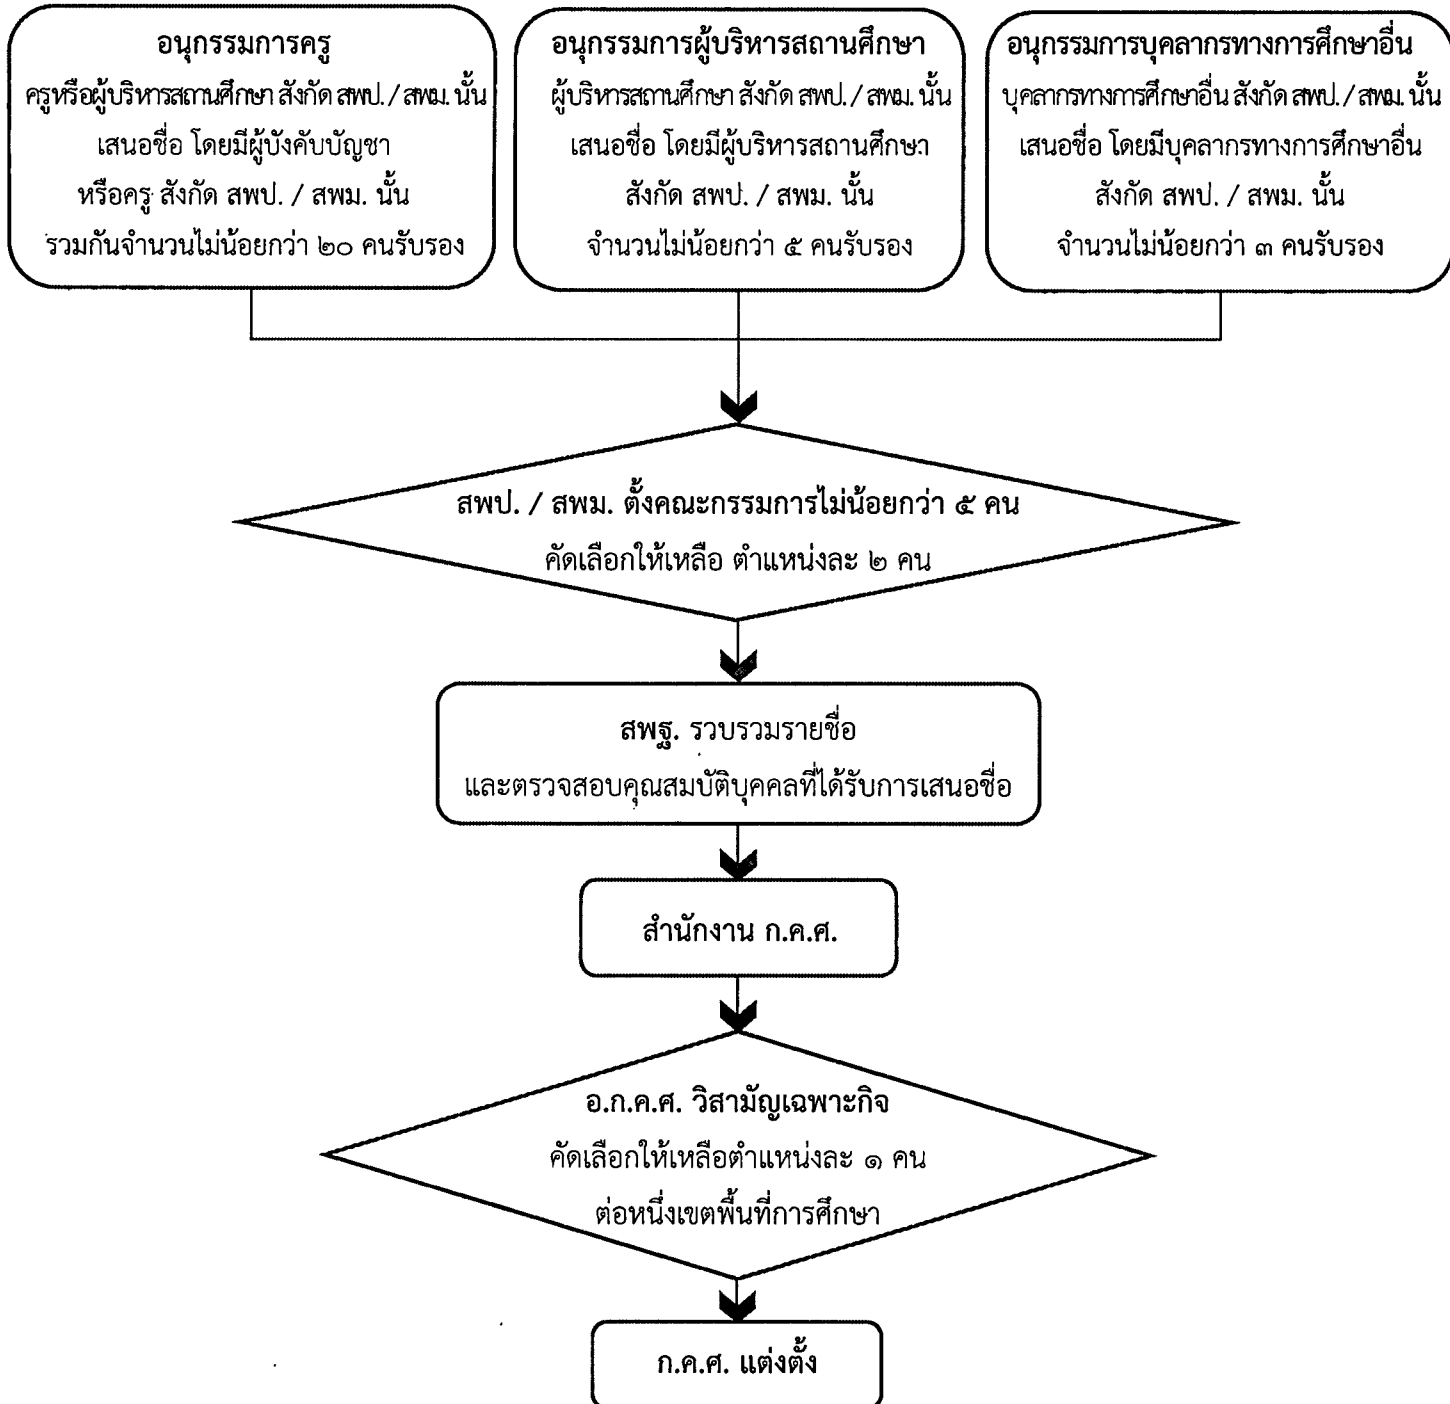 อนุกรรมการครู
ครูหรือผู้บริหารสถานศึกษา สังกัด สพป. / สพม. นั้น
เสนอชื่อ โดยมีผู้บังคับบัญชา
หรือครู สังกัด สพป. / สพม. นั้น
รวมกันจำนวนไม่น้อยกว่า ๒๐ คนรับรอง
อนุกรรมการผู้บริหารสถานศึกษา
ผู้บริหารสถานศึกษา สังกัด สพป. / สพม. นั้น
เสนอชื่อ โดยมีผู้บริหารสถานศึกษา
สังกัด สพป. / สพม. นั้น
จำนวนไม่น้อยกว่า ๕ คนรับรอง
อนุกรรมการบุคลากรทางการศึกษาอื่น
บุคลากรทางการศึกษาอื่น สังกัด สพป. / สพม. นั้น
เสนอชื่อ โดยมีบุคลากรทางการศึกษาอื่น
สังกัด สพป. / สพม. นั้น
จำนวนไม่น้อยกว่า ๓ คนรับรอง
สพป. / สพม. ตั้งคณะกรรมการไม่น้อยกว่า ๕ คน
คัดเลือกให้เหลือ ตำแหน่งละ ๒ คน
สพฐ. รวบรวมรายชื่อ
และตรวจสอบคุณสมบัติบุคคลที่ได้รับการเสนอชื่อ
สำนักงาน ก.ค.ศ.
อ.ก.ค.ศ. วิสามัญเฉพาะกิจ
คัดเลือกให้เหลือตำแหน่งละ ๑ คน
ต่อหนึ่งเขตพื้นที่การศึกษา
ก.ค.ศ. แต่งตั้ง